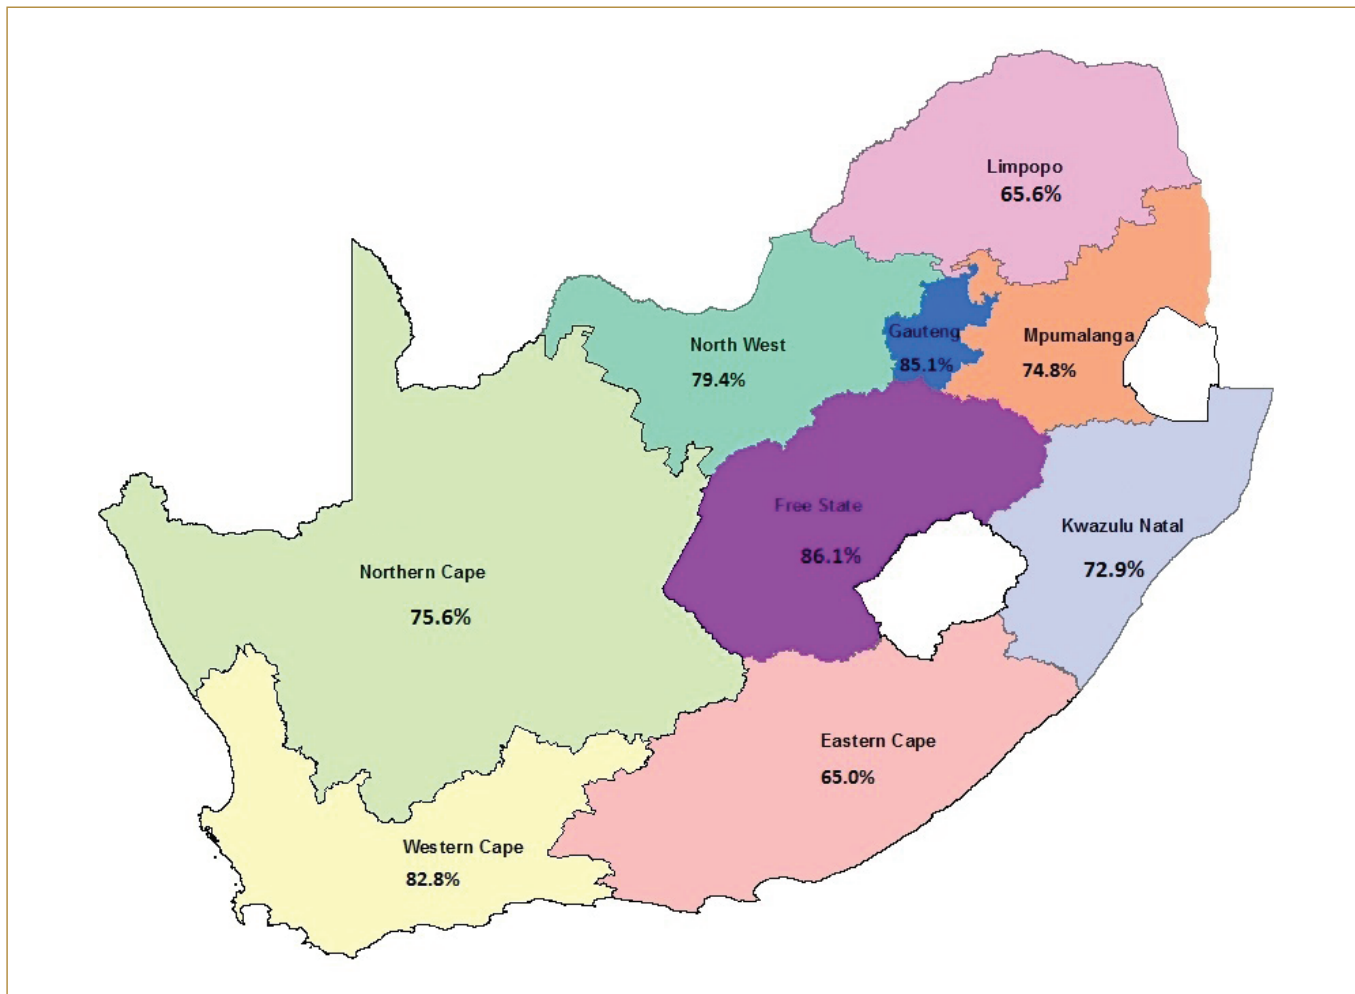 Limpopo
65.6%
North West
79.4%
Gauteng
85.1%
Mpumalanga
74.8%
Free State
86.1%
Kwazulu Natal
72.9%
Northern Cape
75.6%
Eastern Cape
65.0%
Western Cape
82.8%